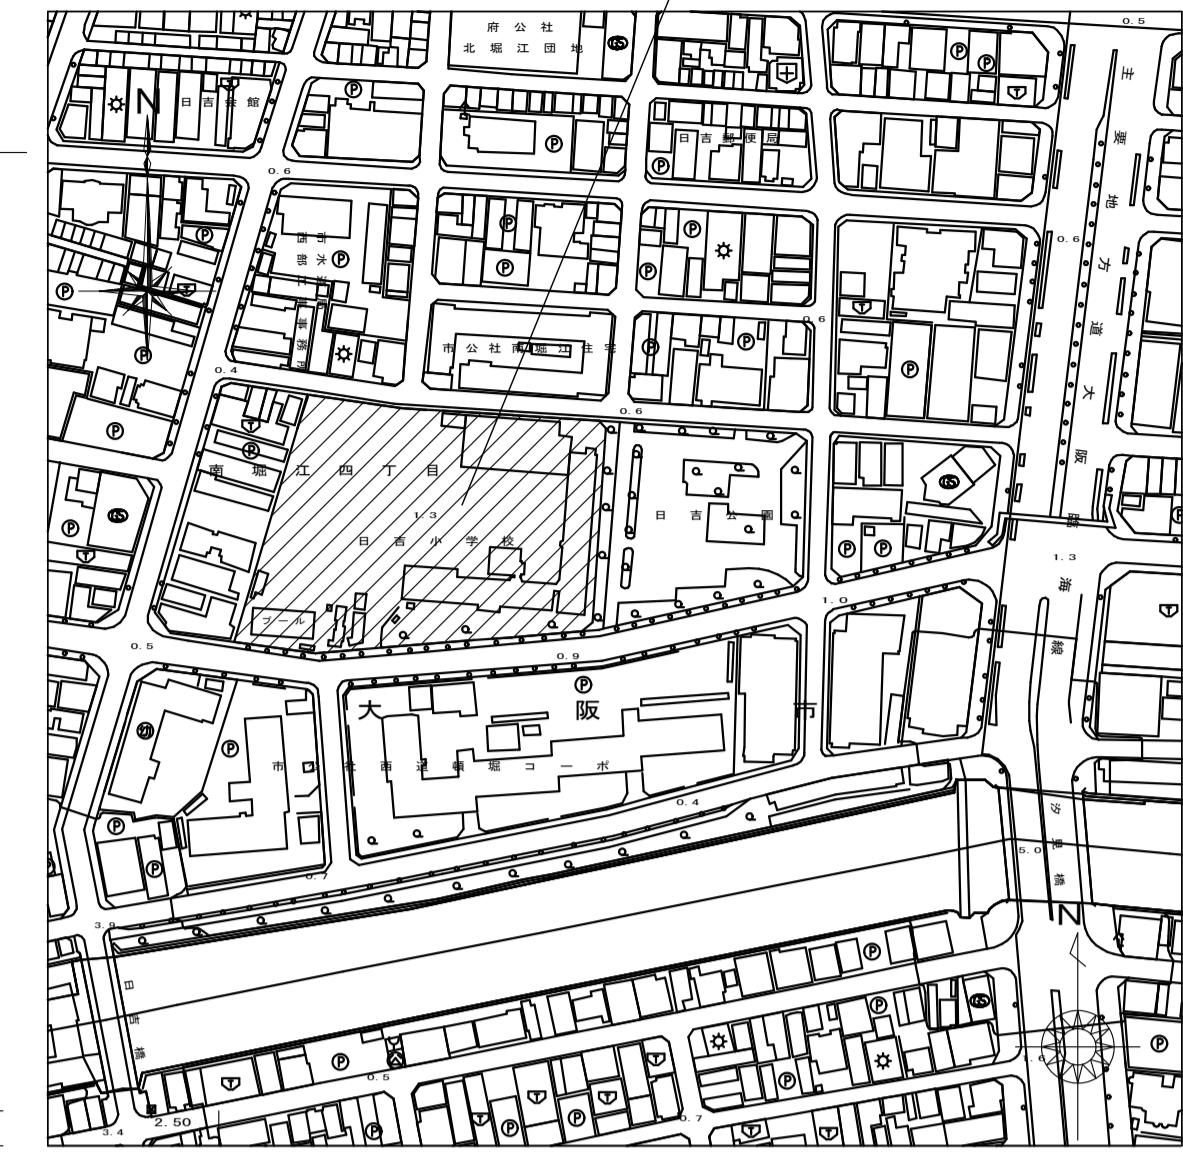 府公社
北堀江団地
0.5
主要地方道大阪臨海線
N
日吉会館
日吉郵便局
0.6
市水道局
西部工事事務所
0.6
0.6
市公社南堀江住宅
0.4
0.6
南堀江四丁目
1.3
日吉小学校
日吉公園
1.3
1.0
プール
0.5
0.9
大阪市
市公社西道頓堀コーポ
0.4
汐見橋
5.0
0.7
3.9
N
日吉橋
1.6
0.5
2.50
0.7
3.4